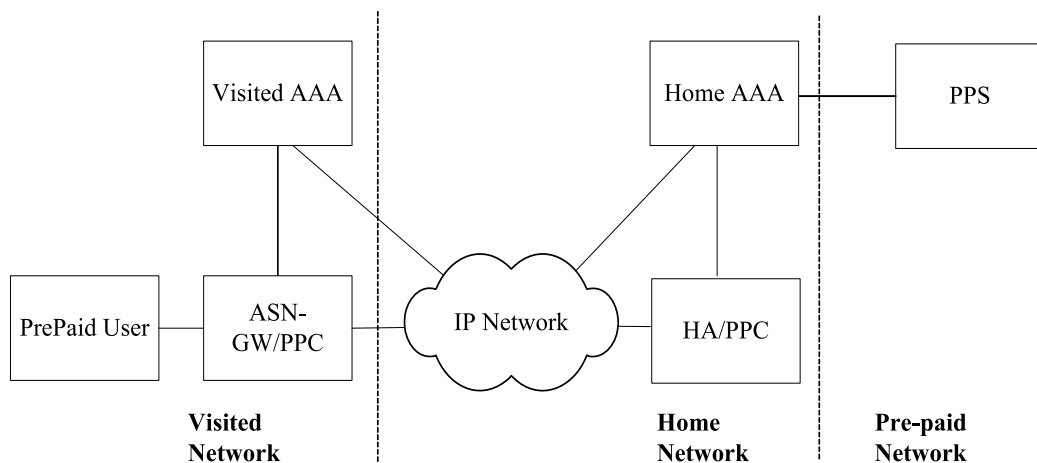 Visited AAA
Home AAA
PPS
PrePaid User
ASN-
GW/PPC
IP Network
HA/PPC
Visited
Network
Home
Network
Pre-paid
Network